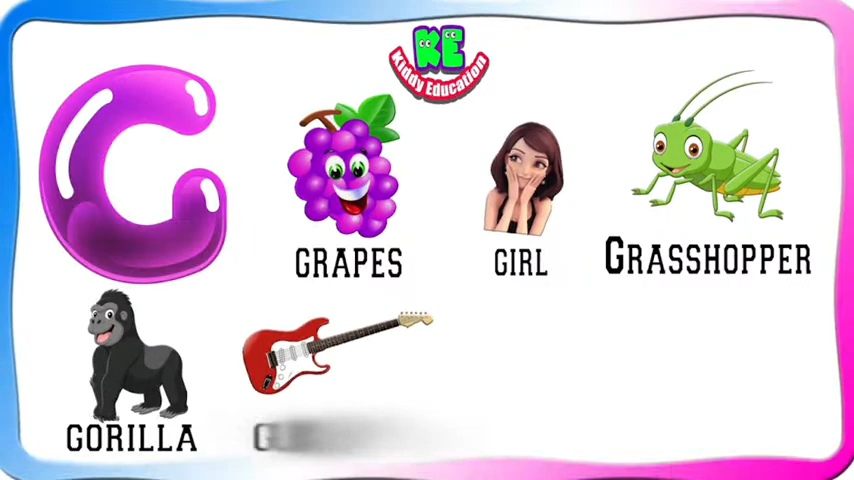 KE
Kiddy Education
G
GRAPES
GIRL
GRASSHOPPER
GORILLA
G